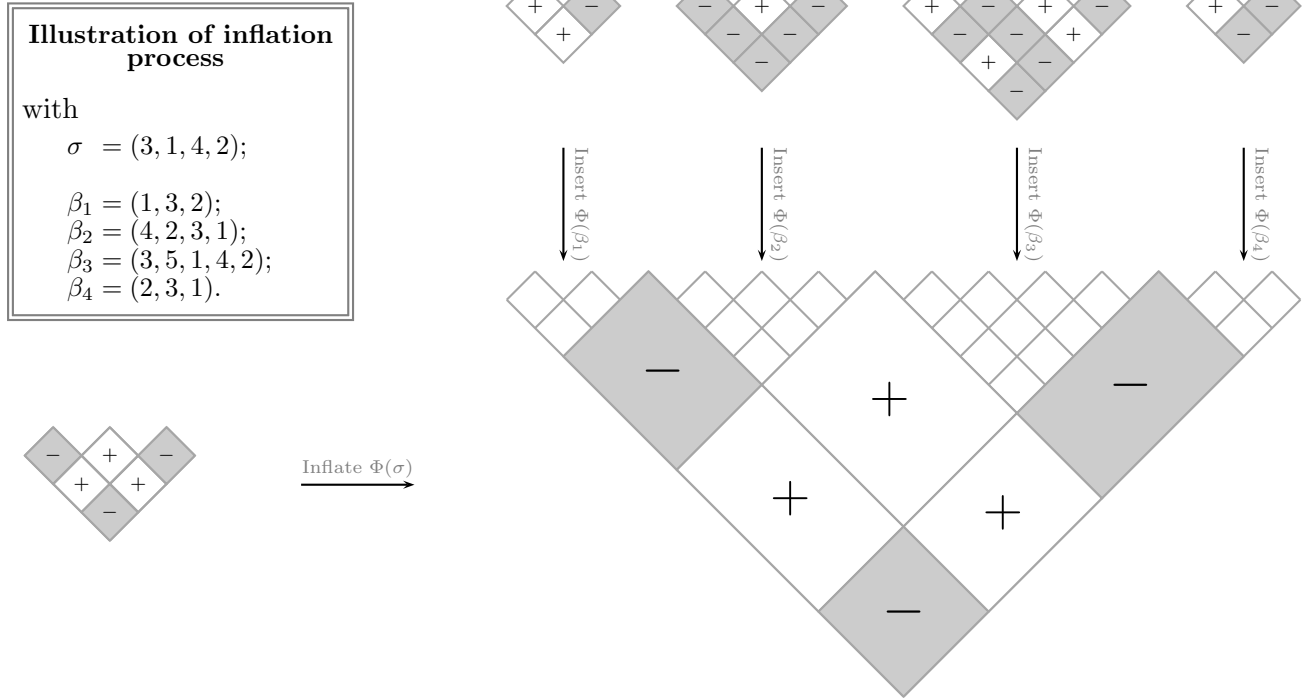 Illustration of inflation
process
with
σ = (3, 1, 4, 2);
β₁ = (1, 3, 2);
β₂ = (4, 2, 3, 1);
β₃ = (3, 5, 1, 4, 2);
β₄ = (2, 3, 1).
+ − − + − + − + − + −
+ − − − − + −
− + −
−
Insert Φ(β₁)
Insert Φ(β₂)
Insert Φ(β₃)
Insert Φ(β₄)
− + −
+ +
−
Inflate Φ(σ)
− + −
+ +
−